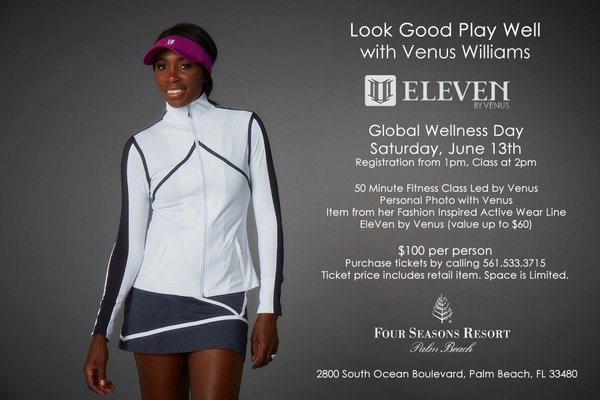 Look Good Play Well
with Venus Williams
ELEVEN
BY VENUS
Global Wellness Day
Saturday, June 13th
Registration from 1pm, Class at 2pm
50 Minute Fitness Class Led by Venus
Personal Photo with Venus
Item from her Fashion Inspired Active Wear Line
EleVen by Venus (value up to $60)
$100 per person
Purchase tickets by calling 561.533.3715
Ticket price includes retail item. Space is Limited.
FOUR SEASONS RESORT
Palm Beach
2800 South Ocean Boulevard, Palm Beach, FL 33480